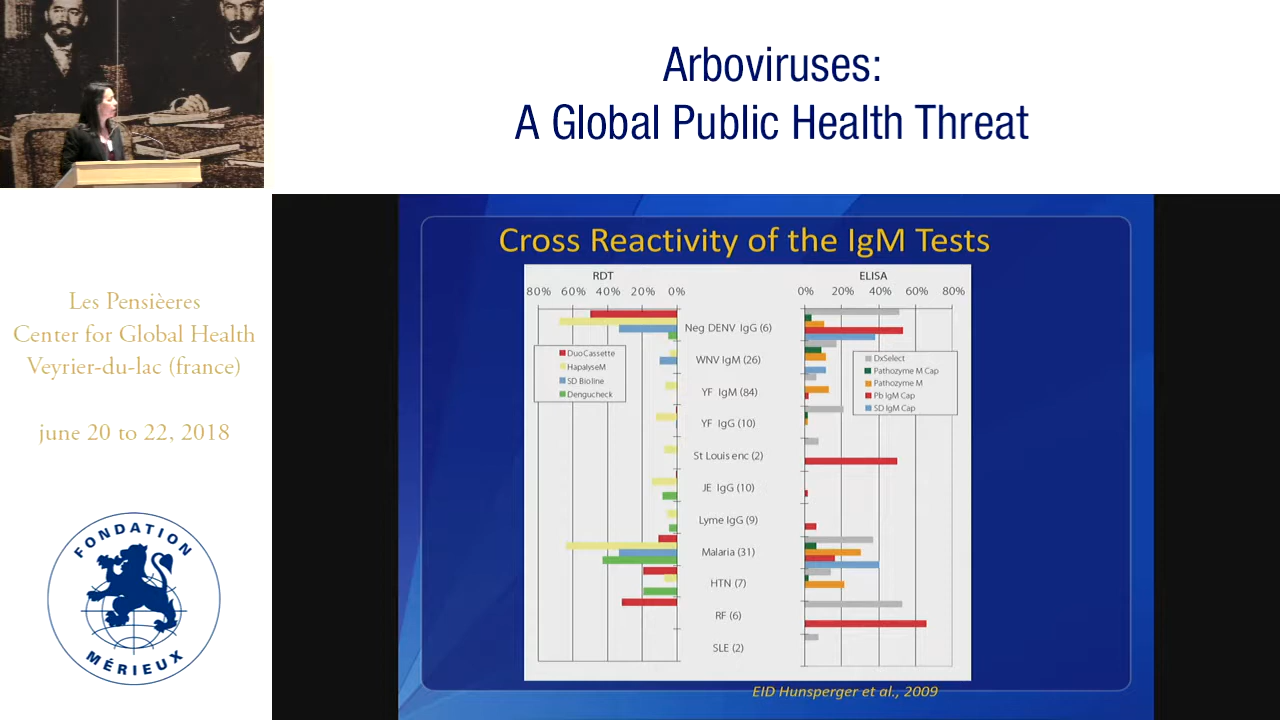 Arboviruses:
A Global Public Health Threat
Les Pensièeres
Center for Global Health
Veyrier-du-lac (france)
june 20 to 22, 2018
FONDATION
MÉRIEUX
Cross Reactivity of the IgM Tests
RDT
80% 60% 40% 20% 0%
DuoCassette
HapalyseM
SD Bioline
Dengucheck
Neg DENV IgG (6)
WNV IgM (26)
YF IgM (84)
YF IgG (10)
St Louis enc (2)
JE IgG (10)
Lyme IgG (9)
Malaria (31)
HTN (7)
RF (6)
SLE (2)
ELISA
0% 20% 40% 60% 80%
DxSelect
Pathozyme M Cap
Pathozyme M
Pb IgM Cap
SD IgM Cap
EID Hunsperger et al., 2009